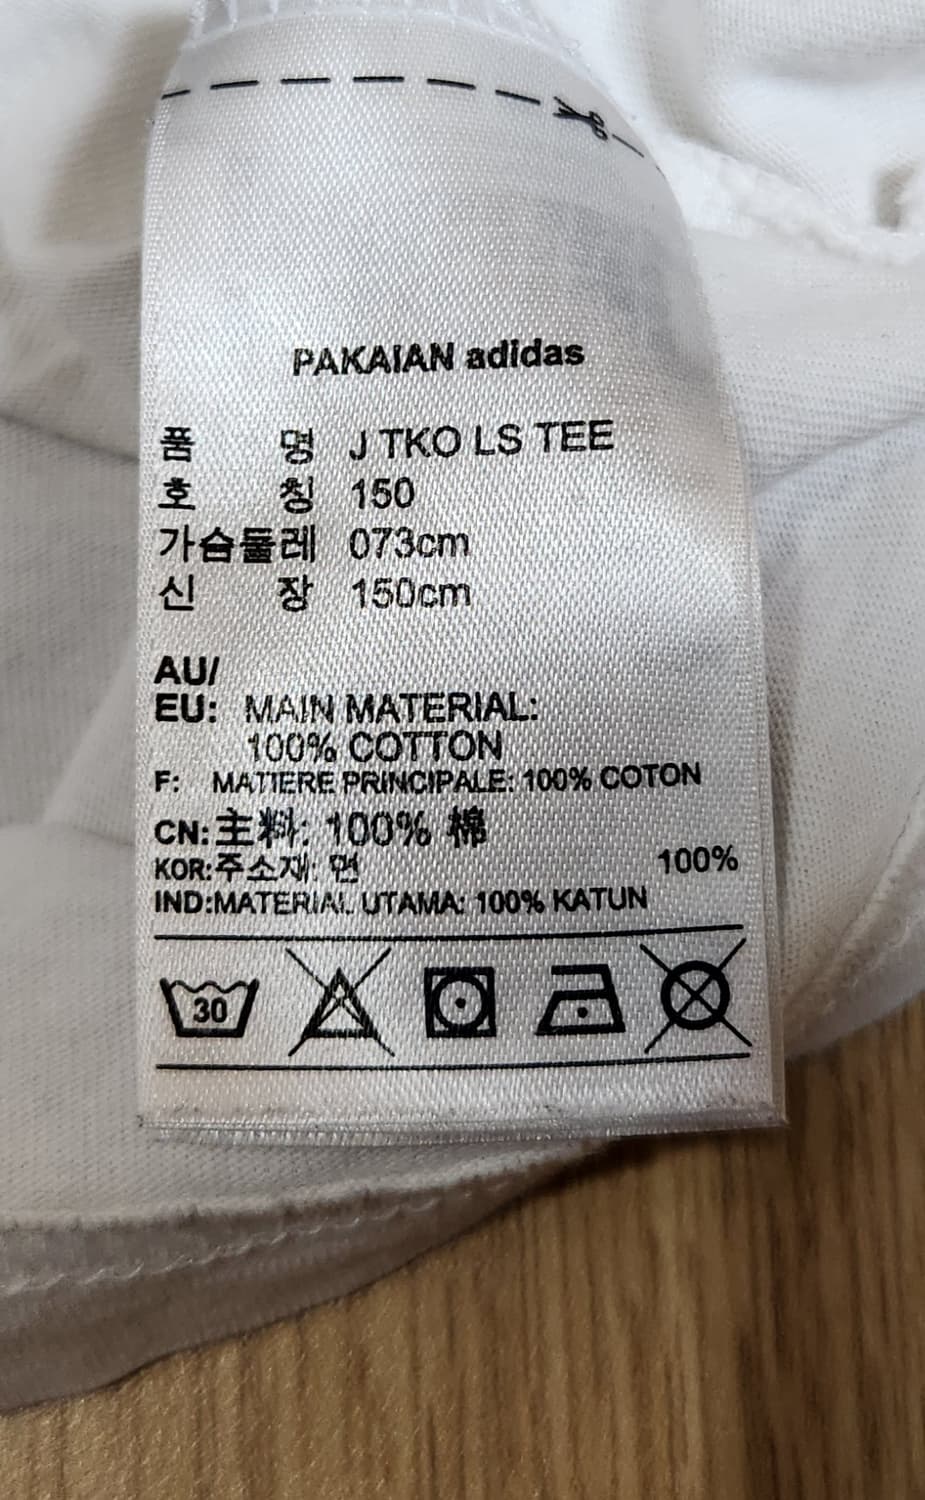 PAKAIAN adidas
품 명 J TKO LS TEE
호 칭 150
가슴둘레 073cm
신 장 150cm
AU/
EU: MAIN MATERIAL:
100% COTTON
F: MATIERE PRINCIPALE: 100% COTON
CN:主料: 100% 棉
KOR:주소재: 면 100%
IND:MATERIAL UTAMA: 100% KATUN
30